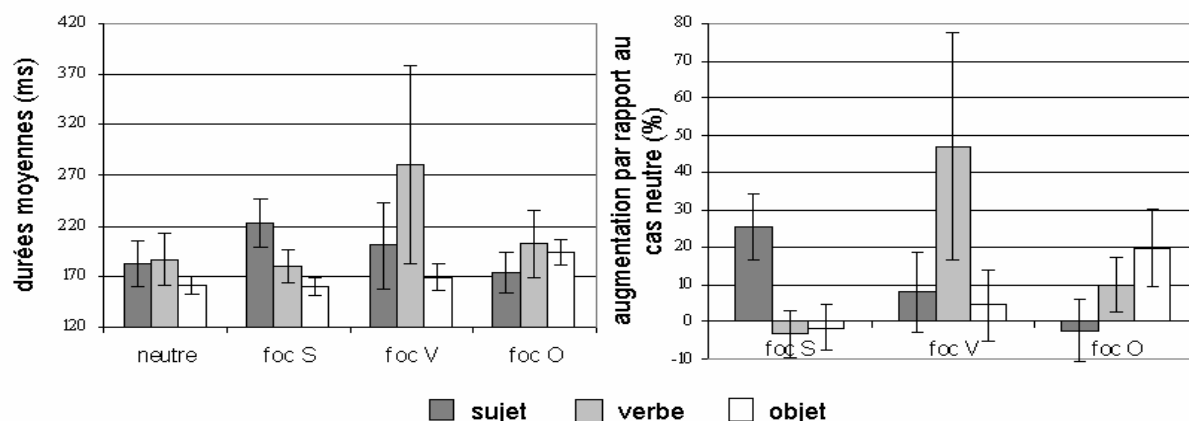 durées moyennes (ms)
420
370
320
270
220
170
120
neutre foc S foc V foc O
augmentation par rapport au
cas neutre (%)
80
70
60
50
40
30
20
10
0
-10
foc S foc V foc O
sujet verbe objet